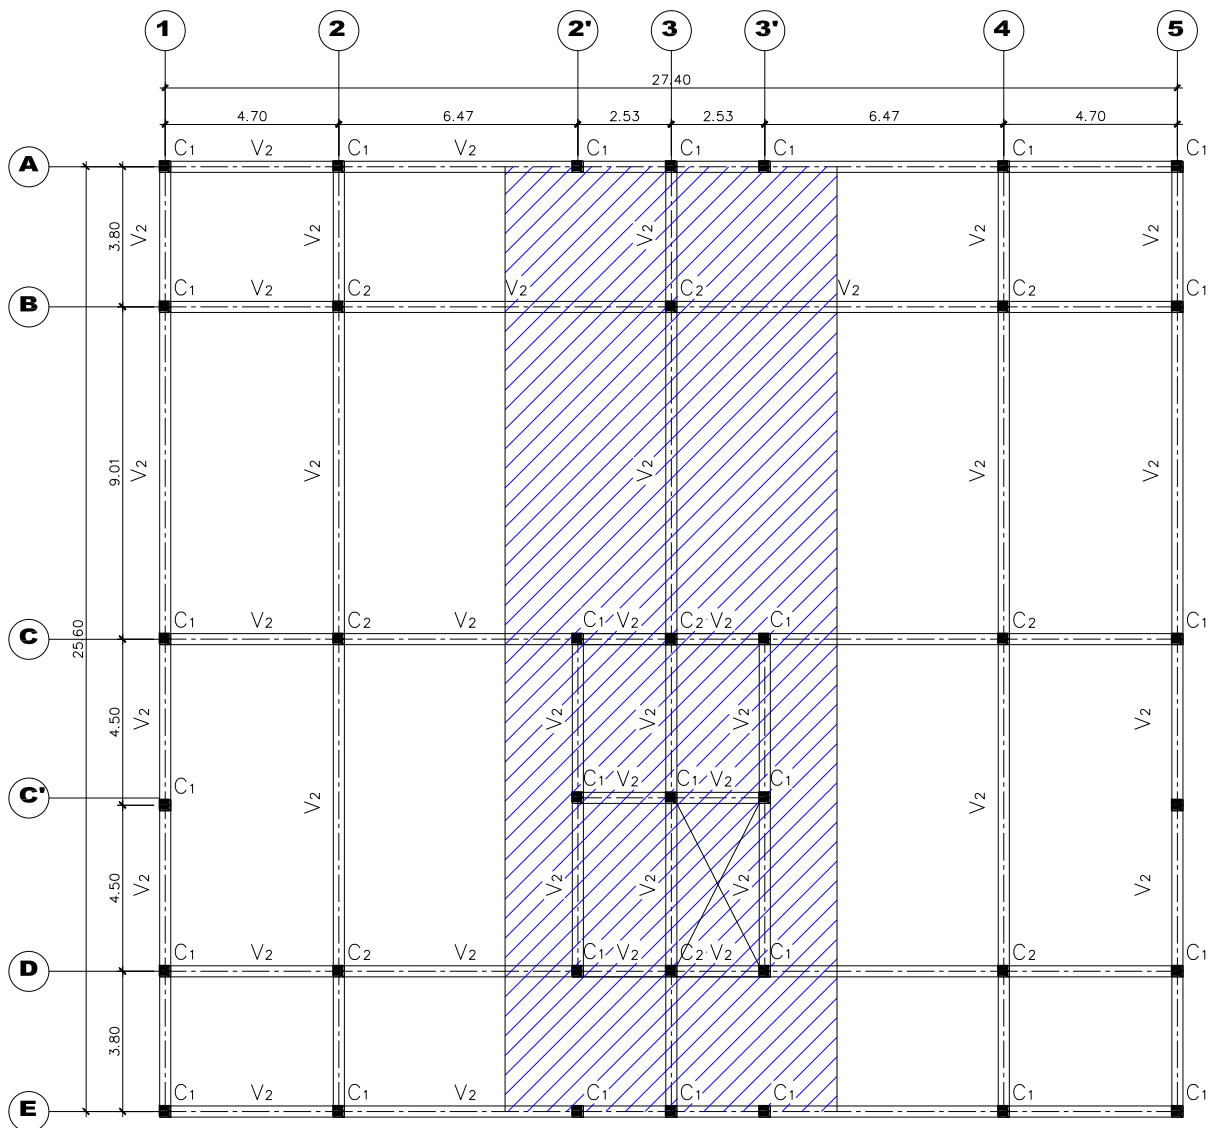 1 2 2' 3 3' 4 5
27.40
4.70 6.47 2.53 2.53 6.47 4.70
A C1 V2 C1 V2 C1 C1 C1 C1 C1
3.80 V2 V2 V2 V2 V2
B C1 V2 C2 V2 C2 V2 C2 C1
9.01 V2 V2 V2 V2 V2
C C1 V2 C2 V2 C1 V2 C2 V2 C1 C2 C1
25.60
4.50 V2 V2 V2 V2 V2
C' C1 C1 V2 C1 V2 C1
V2 V2
4.50 V2 V2 V2 V2 V2
D C1 V2 C2 V2 C1 V2 C2 V2 C1 C2 C1
3.80
E C1 V2 C1 V2 C1 C1 C1 C1 C1